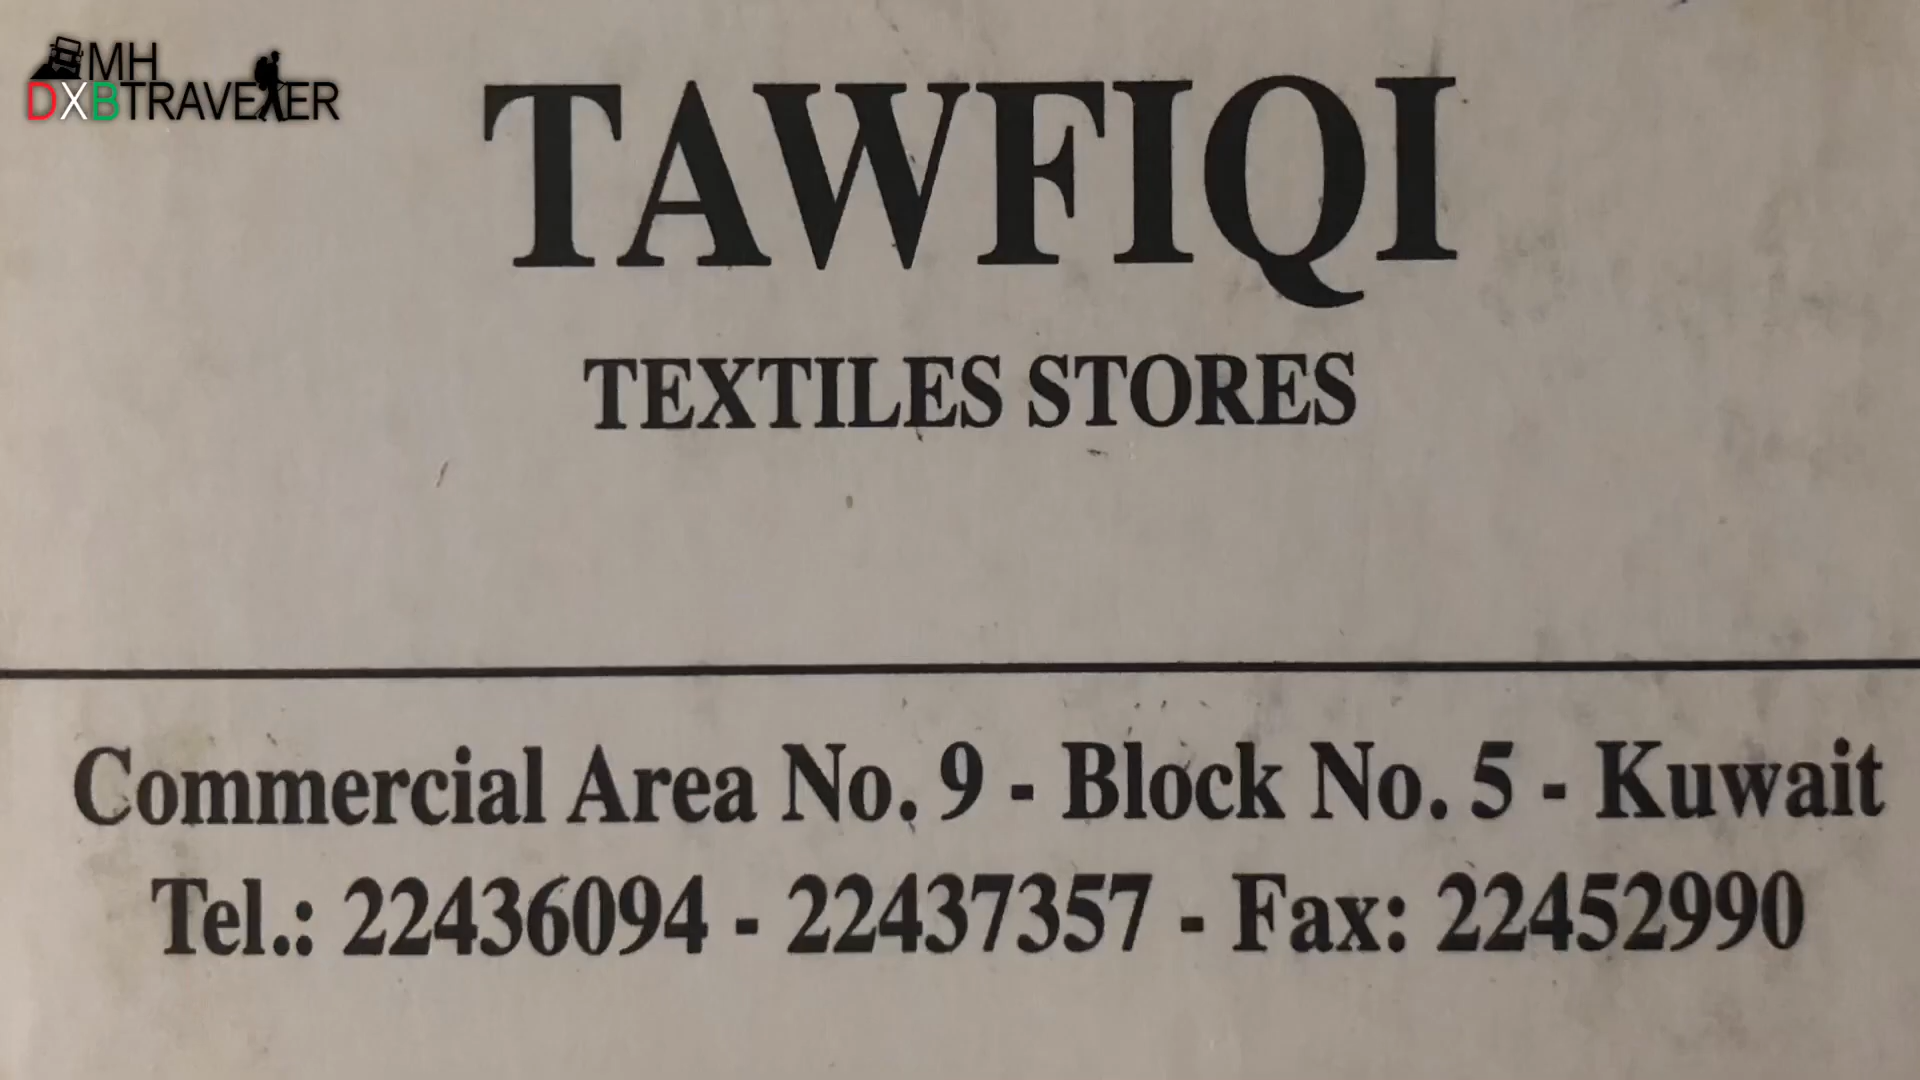 MH
DXBTRAVELER
TAWFIQI
TEXTILES STORES
Commercial Area No. 9 - Block No. 5 - Kuwait
Tel.: 22436094 - 22437357 - Fax: 22452990